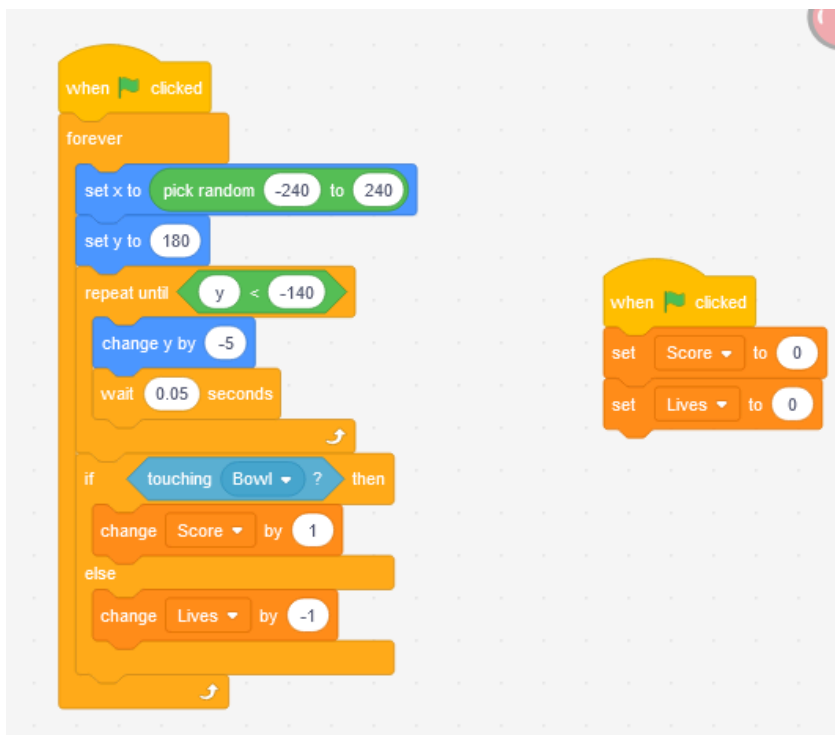 when clicked
forever
set x to pick random -240 to 240
set y to 180
repeat until y < -140
change y by -5
wait 0.05 seconds
if touching Bowl ? then
change Score by 1
else
change Lives by -1
when clicked
set Score to 0
set Lives to 0